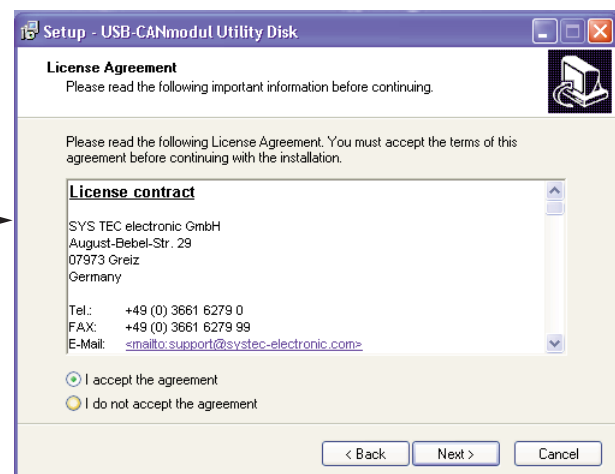 Setup - USB-CANmodul Utility Disk
License Agreement
Please read the following important information before continuing.
Please read the following License Agreement. You must accept the terms of this
agreement before continuing with the installation.
License contract
SYS TEC electronic GmbH
August-Bebel-Str. 29
07973 Greiz
Germany
Tel.: +49 (0) 3661 6279 0
FAX: +49 (0) 3661 6279 99
E-Mail: <mailto:support@systec-electronic.com>
I accept the agreement
I do not accept the agreement
< Back Next > Cancel